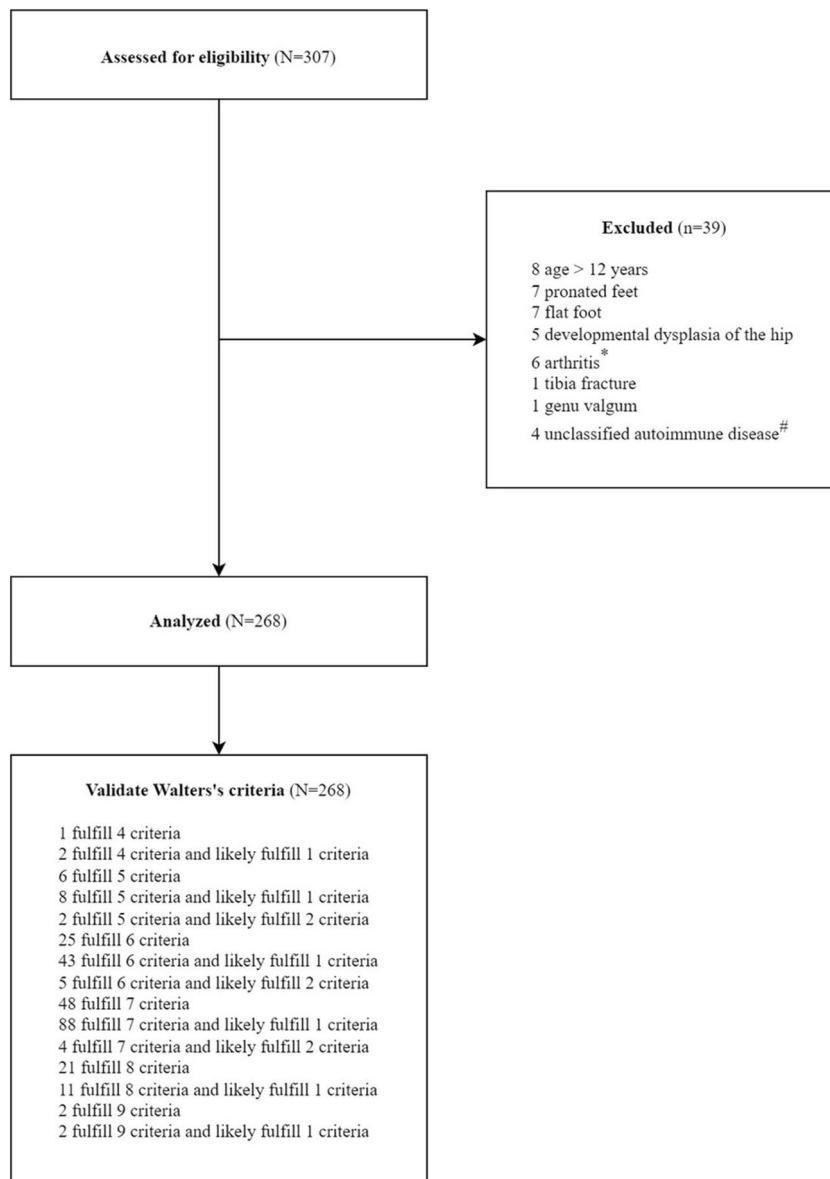 Assessed for eligibility (N=307)
Excluded (n=39)
8 age > 12 years
7 pronated feet
7 flat foot
5 developmental dysplasia of the hip
6 arthritis*
1 tibia fracture
1 genu valgum
4 unclassified autoimmune disease#
Analyzed (N=268)
Validate Walters's criteria (N=268)
1 fulfill 4 criteria
2 fulfill 4 criteria and likely fulfill 1 criteria
6 fulfill 5 criteria
8 fulfill 5 criteria and likely fulfill 1 criteria
2 fulfill 5 criteria and likely fulfill 2 criteria
25 fulfill 6 criteria
43 fulfill 6 criteria and likely fulfill 1 criteria
5 fulfill 6 criteria and likely fulfill 2 criteria
48 fulfill 7 criteria
88 fulfill 7 criteria and likely fulfill 1 criteria
4 fulfill 7 criteria and likely fulfill 2 criteria
21 fulfill 8 criteria
11 fulfill 8 criteria and likely fulfill 1 criteria
2 fulfill 9 criteria
2 fulfill 9 criteria and likely fulfill 1 criteria